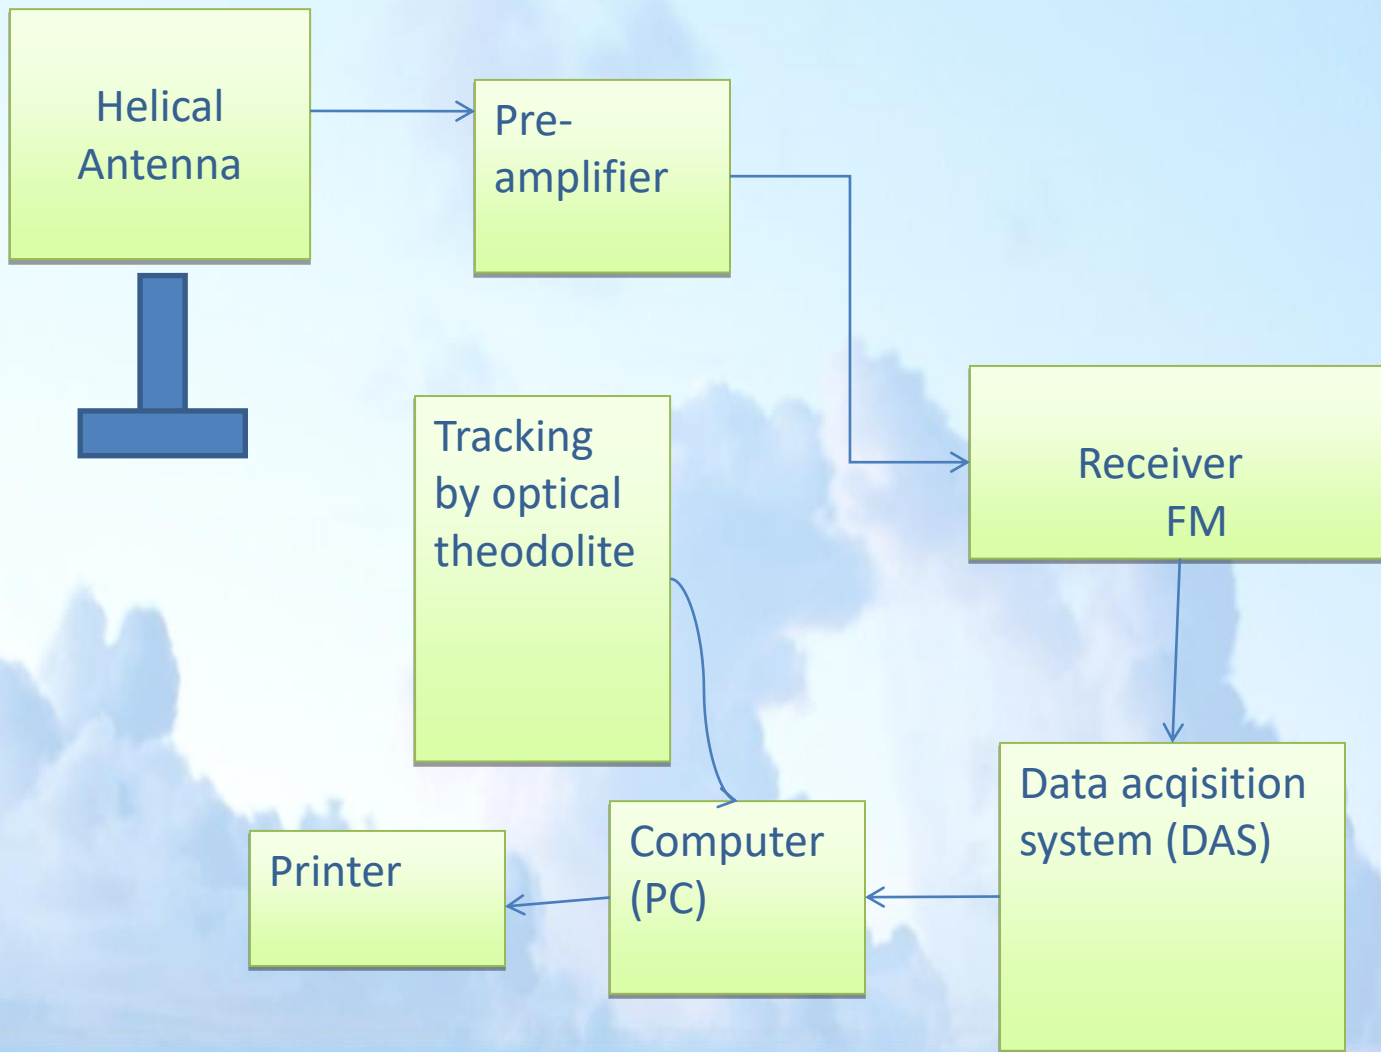 Helical
Antenna
Pre-
amplifier
Tracking
by optical
theodolite
Receiver
FM
Data acqisition
system (DAS)
Computer
(PC)
Printer